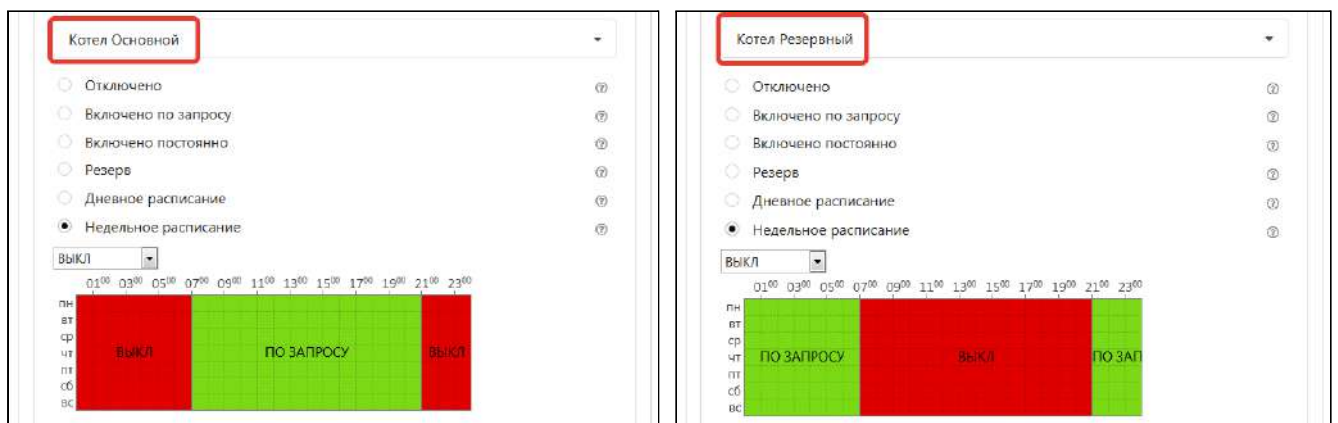 Котел Основной
Отключено
Включено по запросу
Включено постоянно
Резерв
Дневное расписание
Недельное расписание
ВЫКЛ
01⁰⁰ 03⁰⁰ 05⁰⁰ 07⁰⁰ 09⁰⁰ 11⁰⁰ 13⁰⁰ 15⁰⁰ 17⁰⁰ 19⁰⁰ 21⁰⁰ 23⁰⁰
пн
вт
ср
чт ВЫКЛ ПО ЗАПРОСУ ВЫКЛ
пт
сб
вс
Котел Резервный
Отключено
Включено по запросу
Включено постоянно
Резерв
Дневное расписание
Недельное расписание
ВЫКЛ
01⁰⁰ 03⁰⁰ 05⁰⁰ 07⁰⁰ 09⁰⁰ 11⁰⁰ 13⁰⁰ 15⁰⁰ 17⁰⁰ 19⁰⁰ 21⁰⁰ 23⁰⁰
пн
вт
ср
чт ПО ЗАПРОСУ ВЫКЛ ПО ЗАП
пт
сб
вс